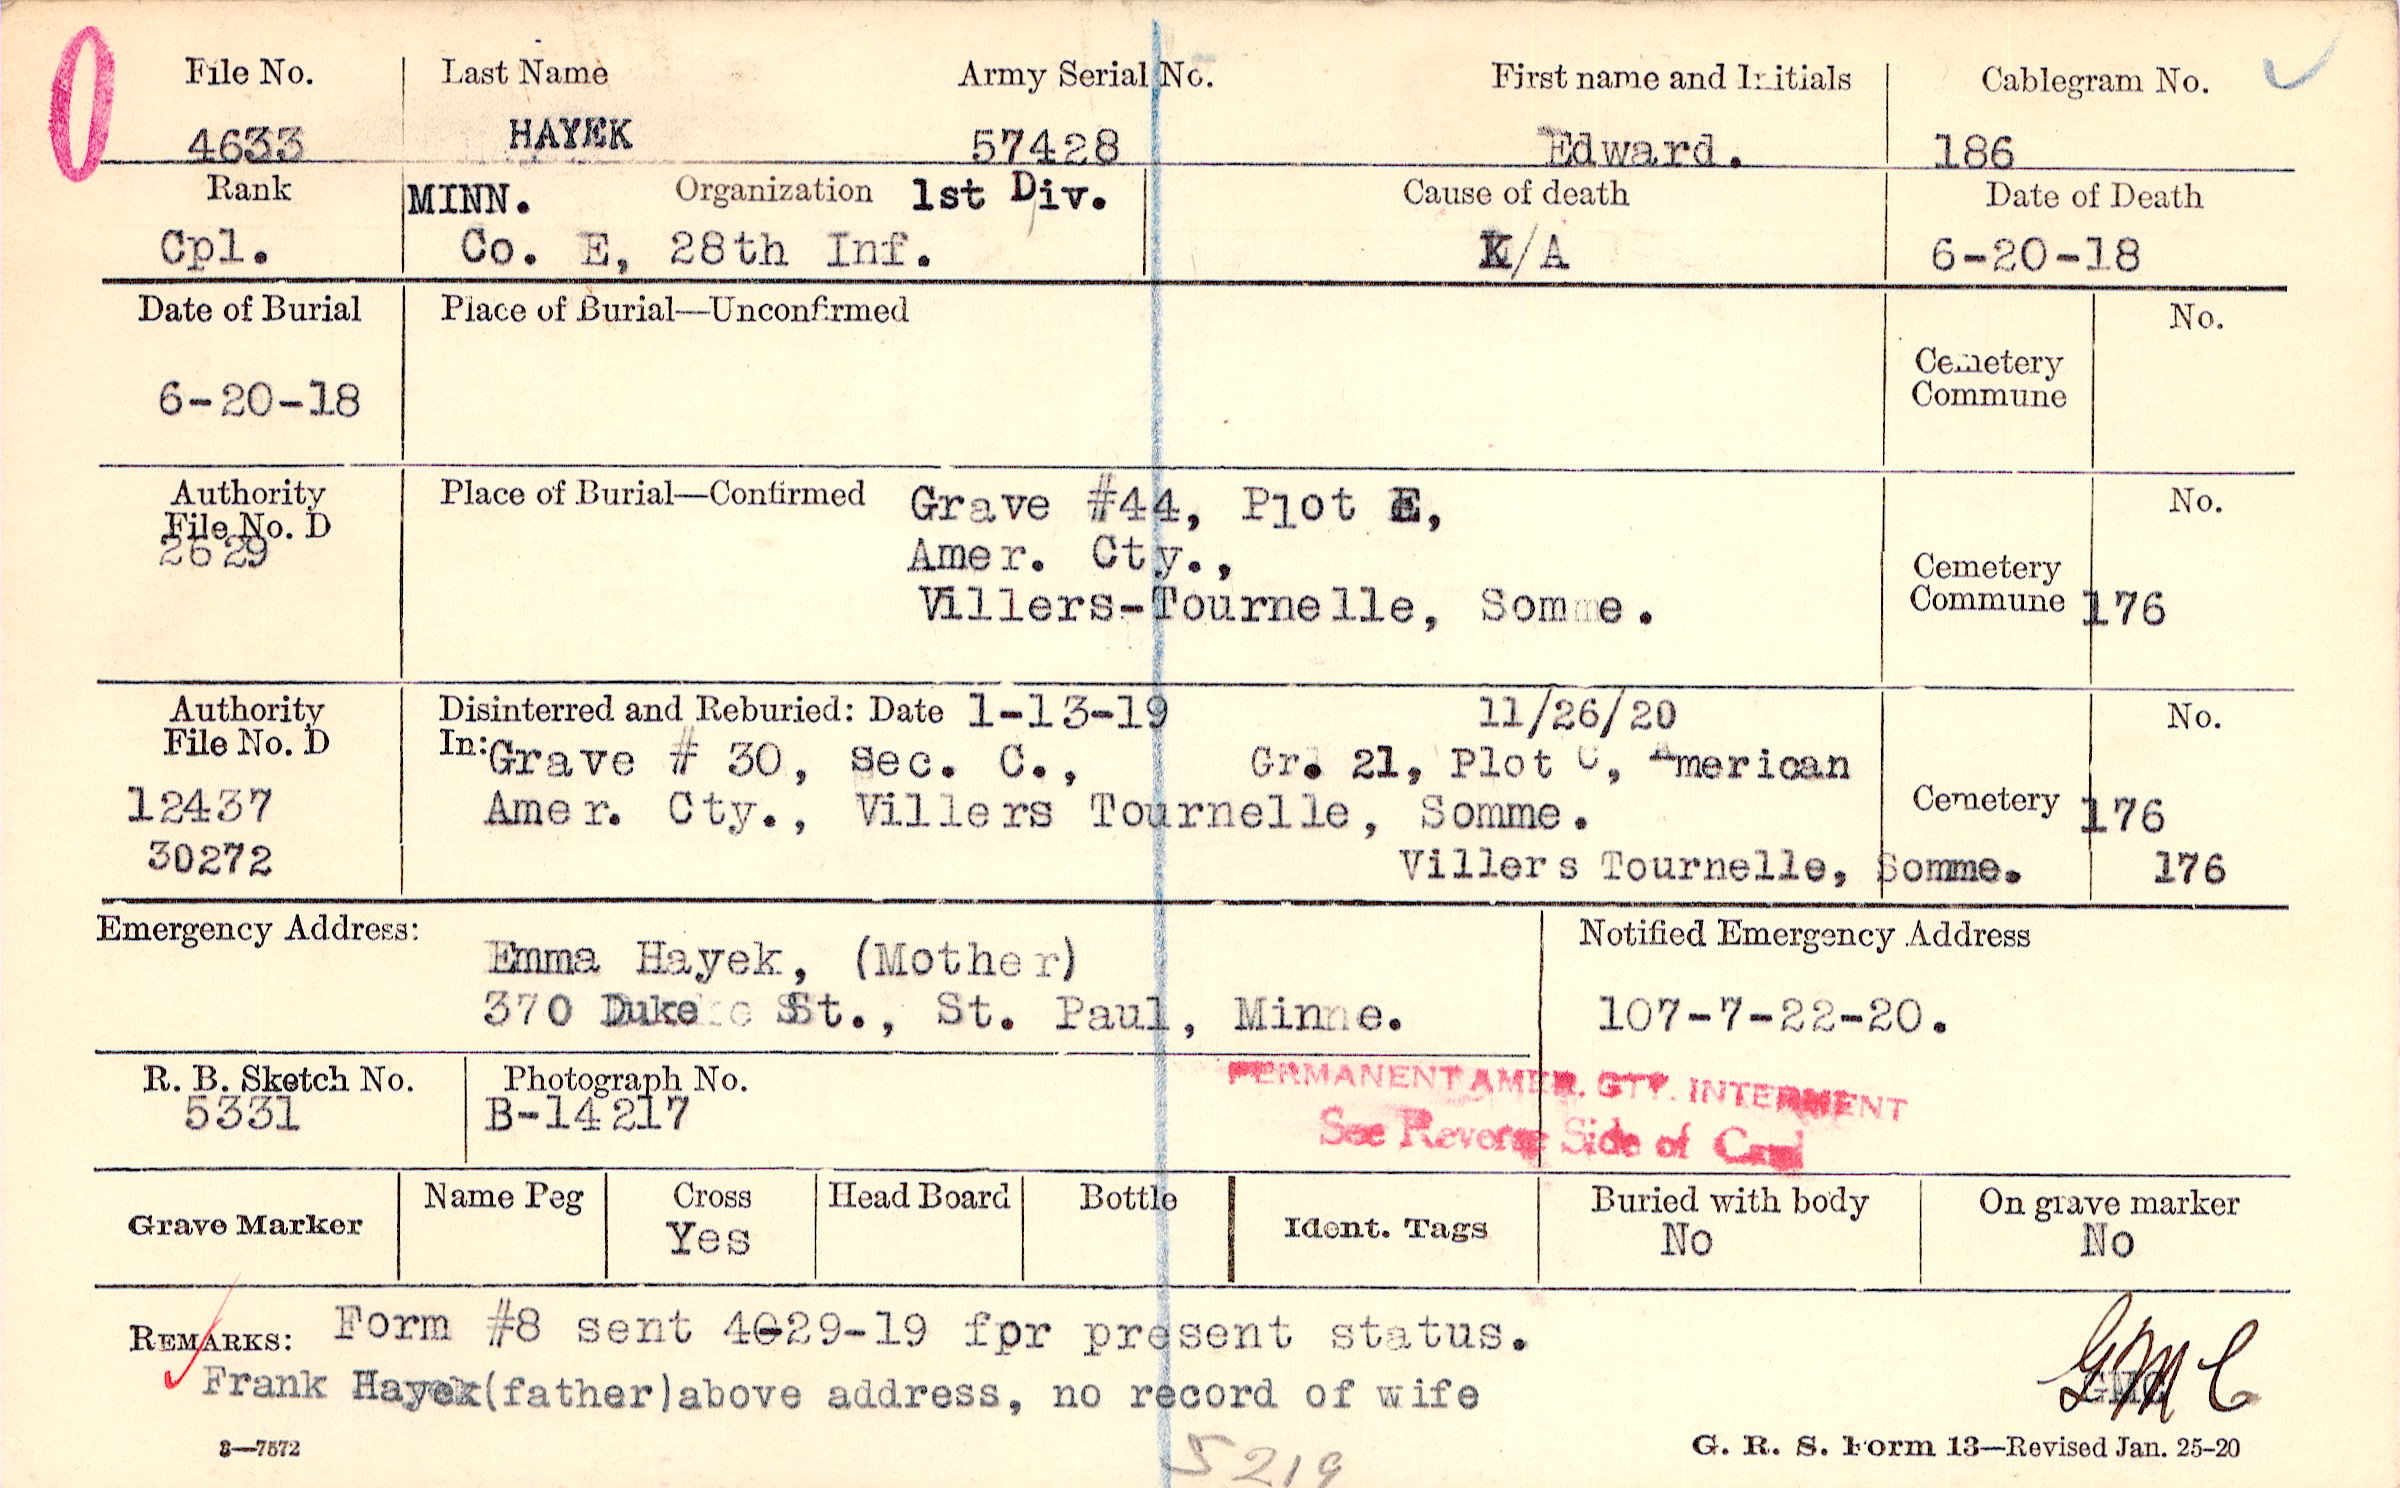 File No. Last Name Army Serial No. First name and Initials Cablegram No.
4633 HAYEK 57428 Edward. 186
Rank MINN. Organization 1st Div. Cause of death Date of Death
Cpl. Co. E, 28th Inf. K/A 6-20-18
Date of Burial Place of Burial—Unconfirmed No.
Cemetery
Commune
6-20-18
Authority Place of Burial—Confirmed Grave #44, Plot E, No.
File No. D
2629 Amer. Cty.,
Villers-Tournelle, Somme. Cemetery
Commune 176
Authority Disinterred and Reburied: Date 1-13-19 11/26/20 No.
File No. D In: Grave # 30, Sec. C., Gr. 21, Plot C, American
12437 Amer. Cty., Villers Tournelle, Somme. Cemetery 176
30272 Villers Tournelle, Somme. 176
Emergency Address: Notified Emergency Address
Emma Hayek, (Mother)
370 Duke St., St. Paul, Minne. 107-7-22-20.
R. B. Sketch No. Photograph No. PERMANENT AMER. CTY. INTERMENT
5331 B-14217 See Reverse Side of Card
Grave Marker Name Peg Cross Head Board Bottle Ident. Tags Buried with body On grave marker
Yes No No
REMARKS: Form #8 sent 4-29-19 fpr present status.
Frank Hayek(father)above address, no record of wife GMC
GMC
3—7572 5219 G. R. S. Form 13—Revised Jan. 25-20